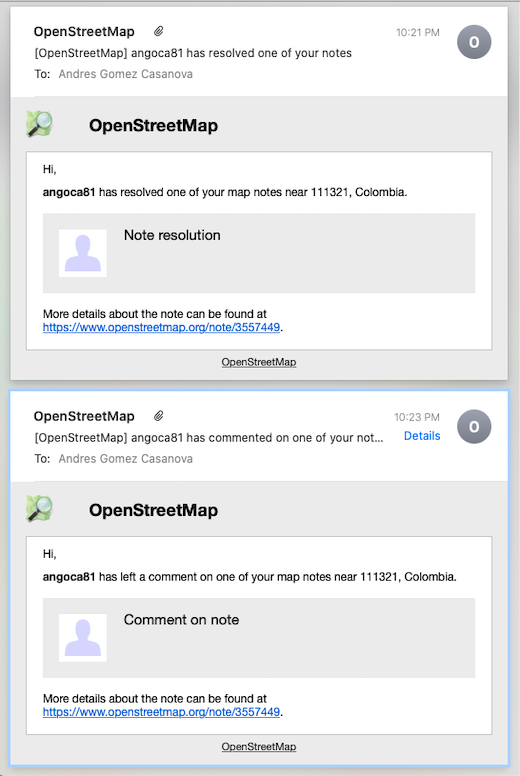 OpenStreetMap 10:21 PM
O
[OpenStreetMap] angoca81 has resolved one of your notes
To: Andres Gomez Casanova
OpenStreetMap
Hi,
angoca81 has resolved one of your map notes near 111321, Colombia.
Note resolution
More details about the note can be found at
https://www.openstreetmap.org/note/3557449.
OpenStreetMap
OpenStreetMap 10:23 PM
O
[OpenStreetMap] angoca81 has commented on one of your not... Details
To: Andres Gomez Casanova
OpenStreetMap
Hi,
angoca81 has left a comment on one of your map notes near 111321, Colombia.
Comment on note
More details about the note can be found at
https://www.openstreetmap.org/note/3557449.
OpenStreetMap